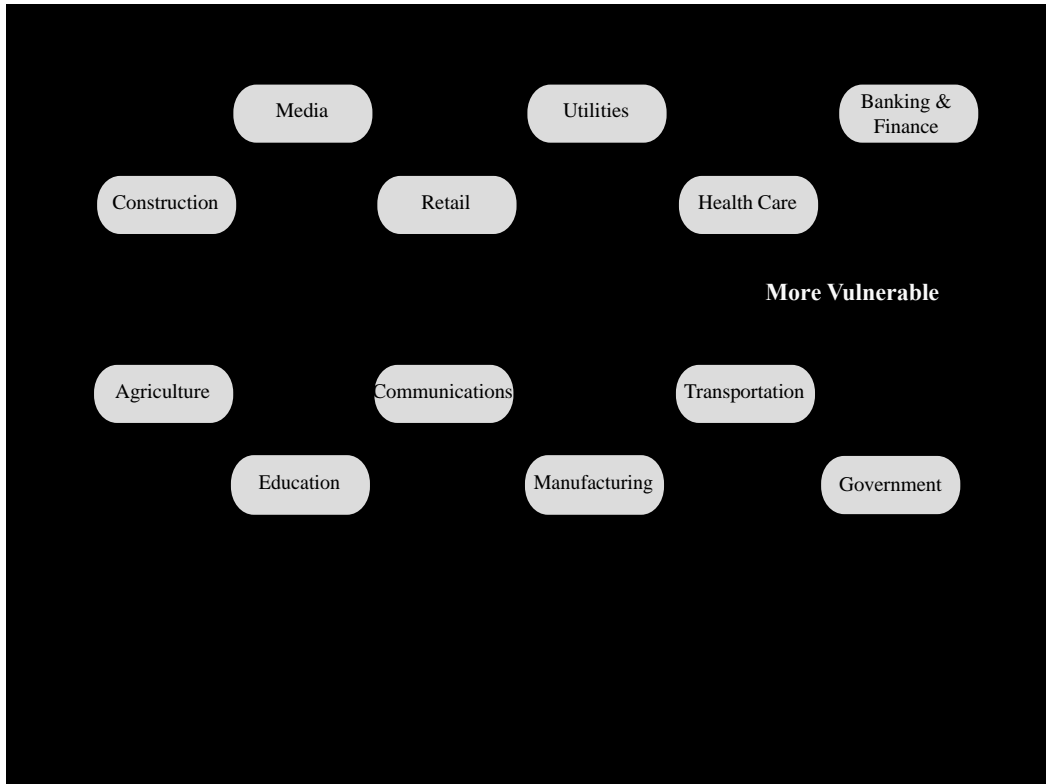 Media
Utilities
Banking &
Finance
Construction
Retail
Health Care
More Vulnerable
Agriculture
Communications
Transportation
Education
Manufacturing
Government